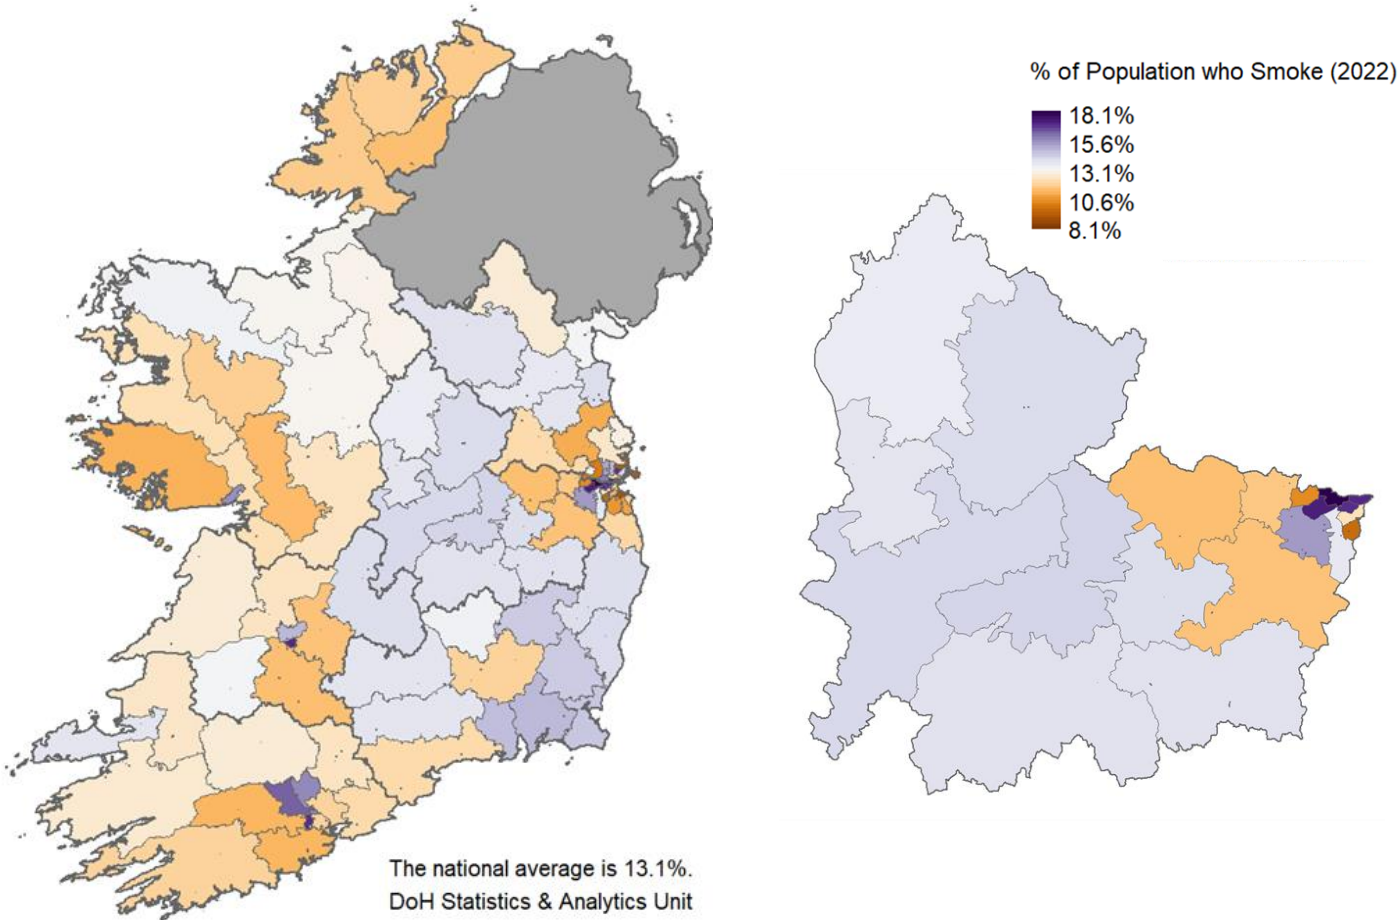 % of Population who Smoke (2022)
18.1%
15.6%
13.1%
10.6%
8.1%
The national average is 13.1%.
DoH Statistics & Analytics Unit